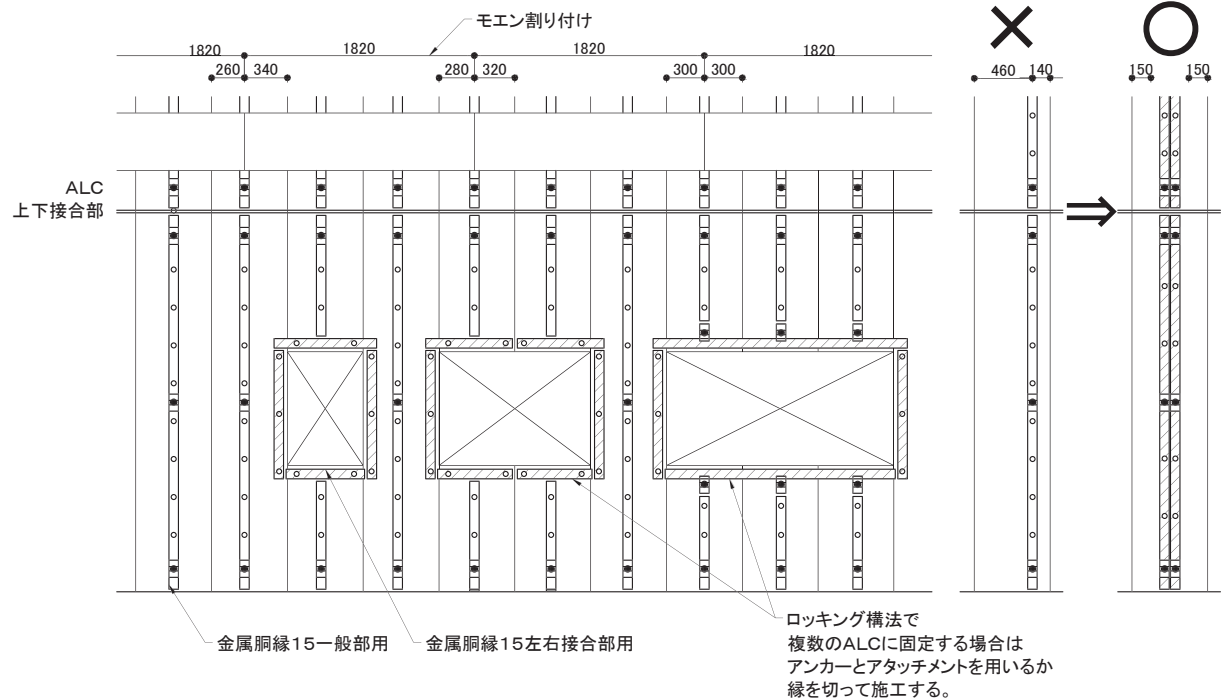 モエン割り付け
1820
1820
1820
1820
260 340
280 320
300 300
460 140
150 150
ALC
上下接合部
金属胴縁15一般部用
金属胴縁15左右接合部用
ロッキング構法で
複数のALCに固定する場合は
アンカーとアタッチメントを用いるか
縁を切って施工する。